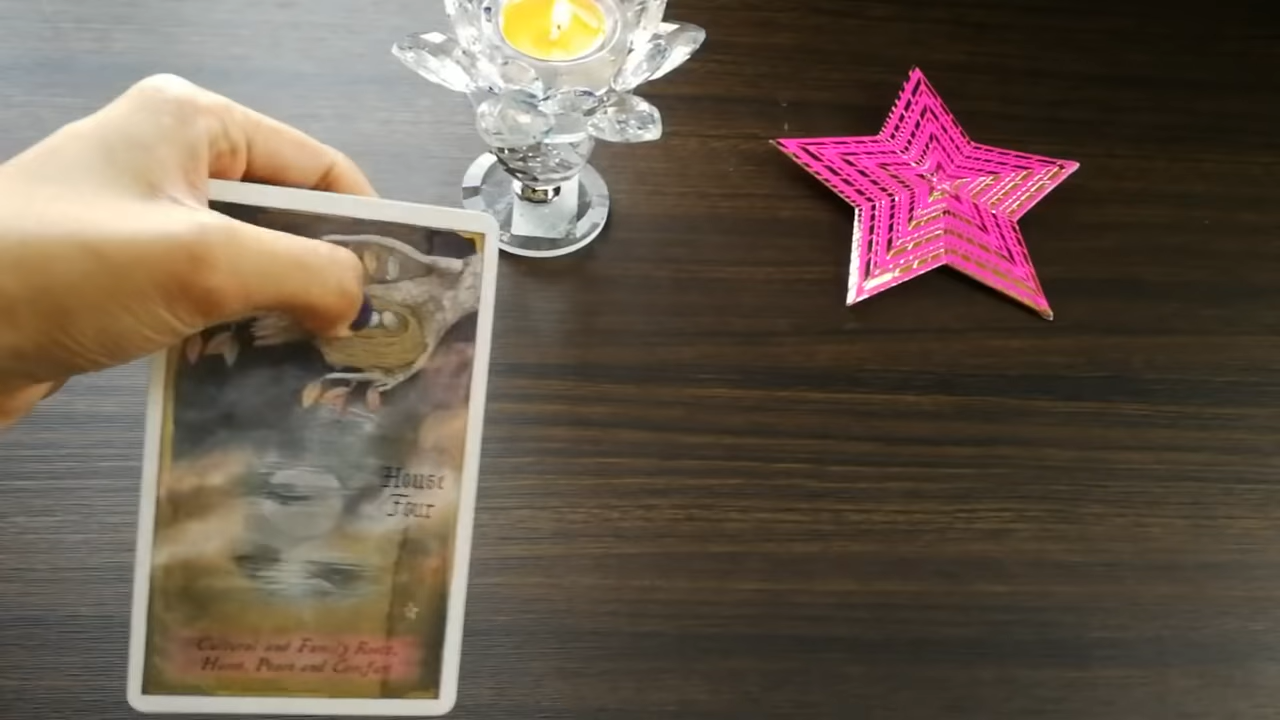 House
Four
Cultural and Family Roots,
Home, Peace and Comfort